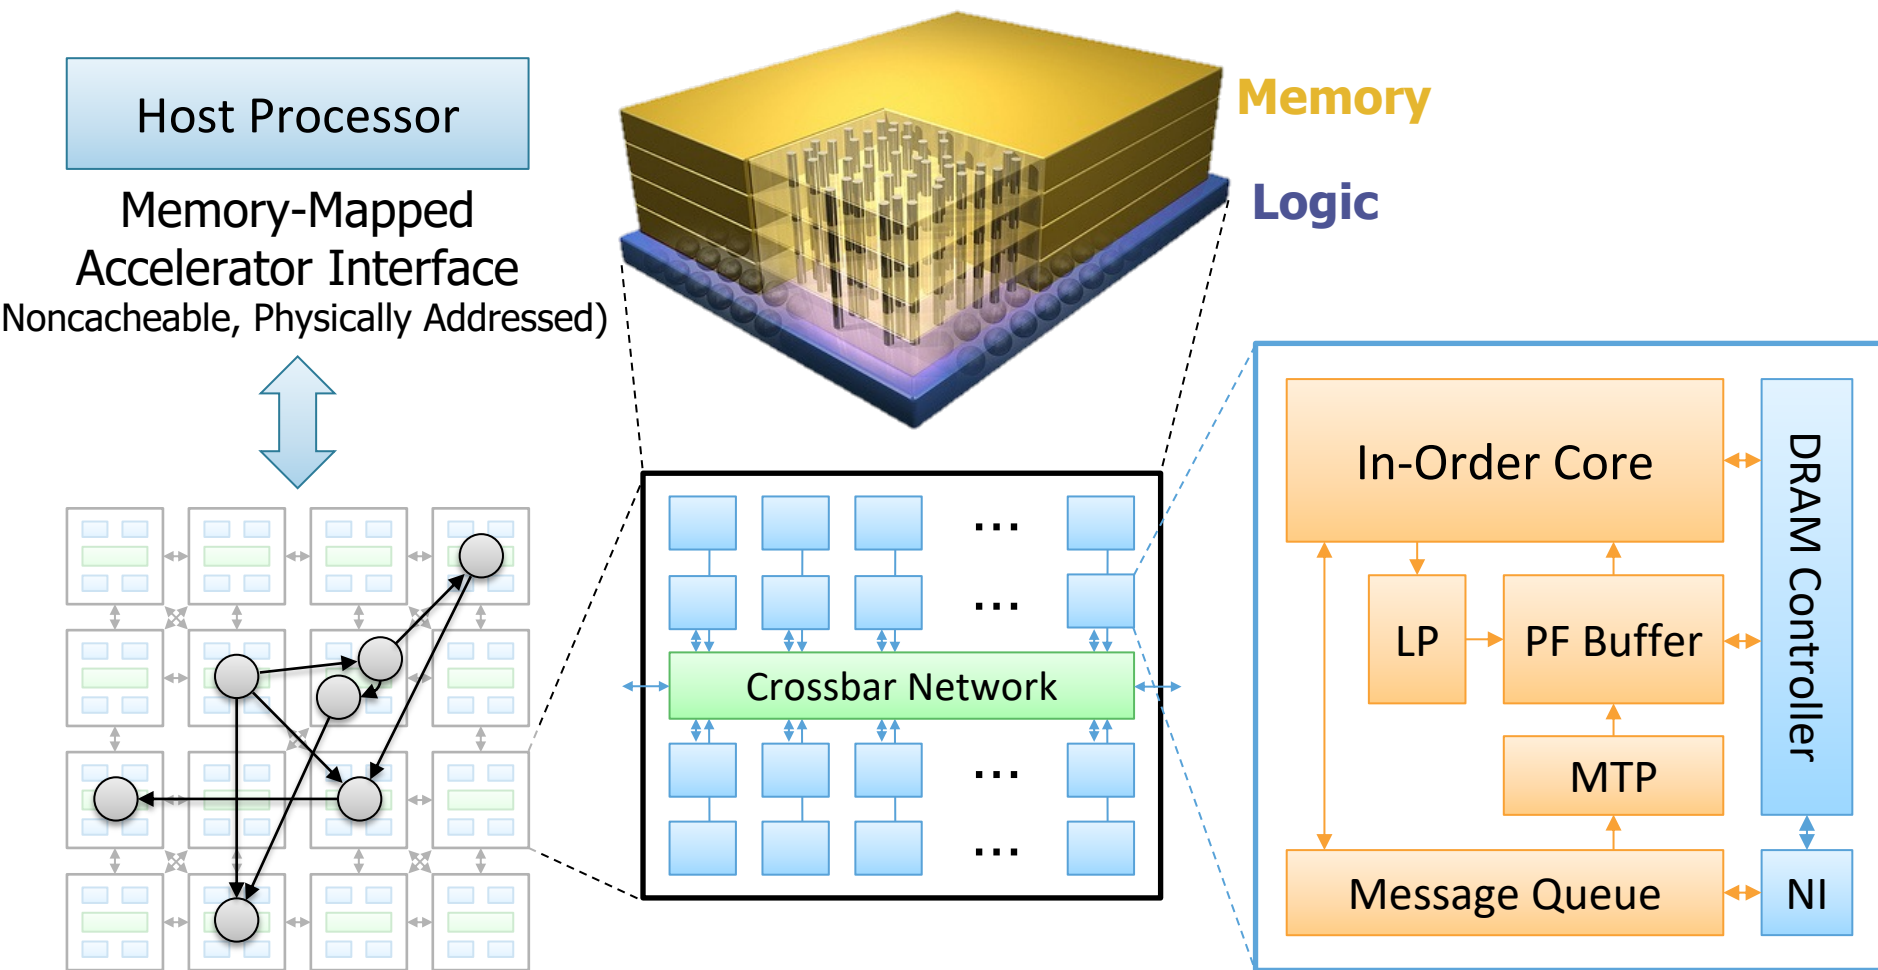 Host Processor
Memory-Mapped
Accelerator Interface
Noncacheable, Physically Addressed)
Memory
Logic
...
...
Crossbar Network
...
...
In-Order Core
LP
PF Buffer
MTP
Message Queue
DRAM Controller
NI